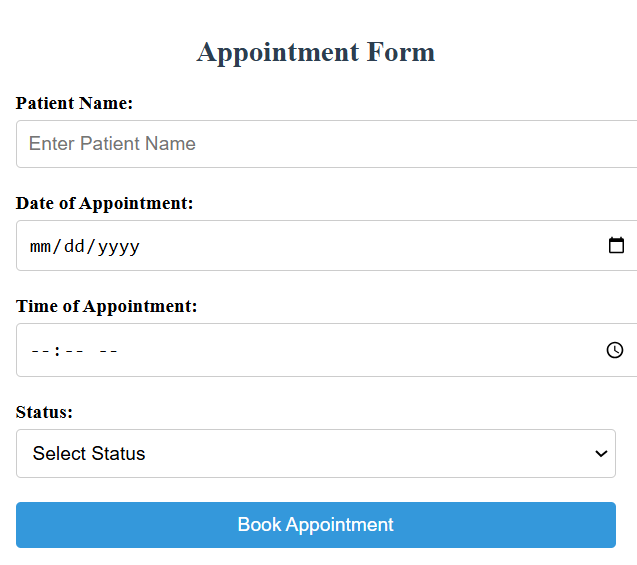 Appointment Form
Patient Name:
Enter Patient Name
Date of Appointment:
mm/dd/yyyy
Time of Appointment:
--:-- --
Status:
Select Status
Book Appointment